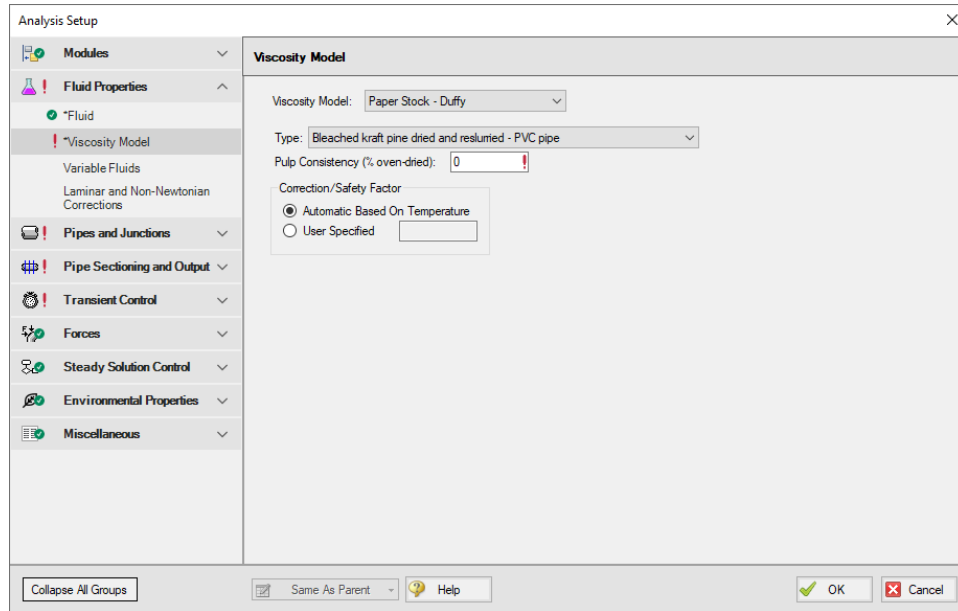 Analysis Setup
Modules
Fluid Properties
*Fluid
*Viscosity Model
Variable Fluids
Laminar and Non-Newtonian
Corrections
Pipes and Junctions
Pipe Sectioning and Output
Transient Control
Forces
Steady Solution Control
Environmental Properties
Miscellaneous
Collapse All Groups
Viscosity Model
Viscosity Model: Paper Stock - Duffy
Type: Bleached kraft pine dried and reslurried - PVC pipe
Pulp Consistency (% oven-dried): 0
Correction/Safety Factor
Automatic Based On Temperature
User Specified
Same As Parent
Help
OK
Cancel